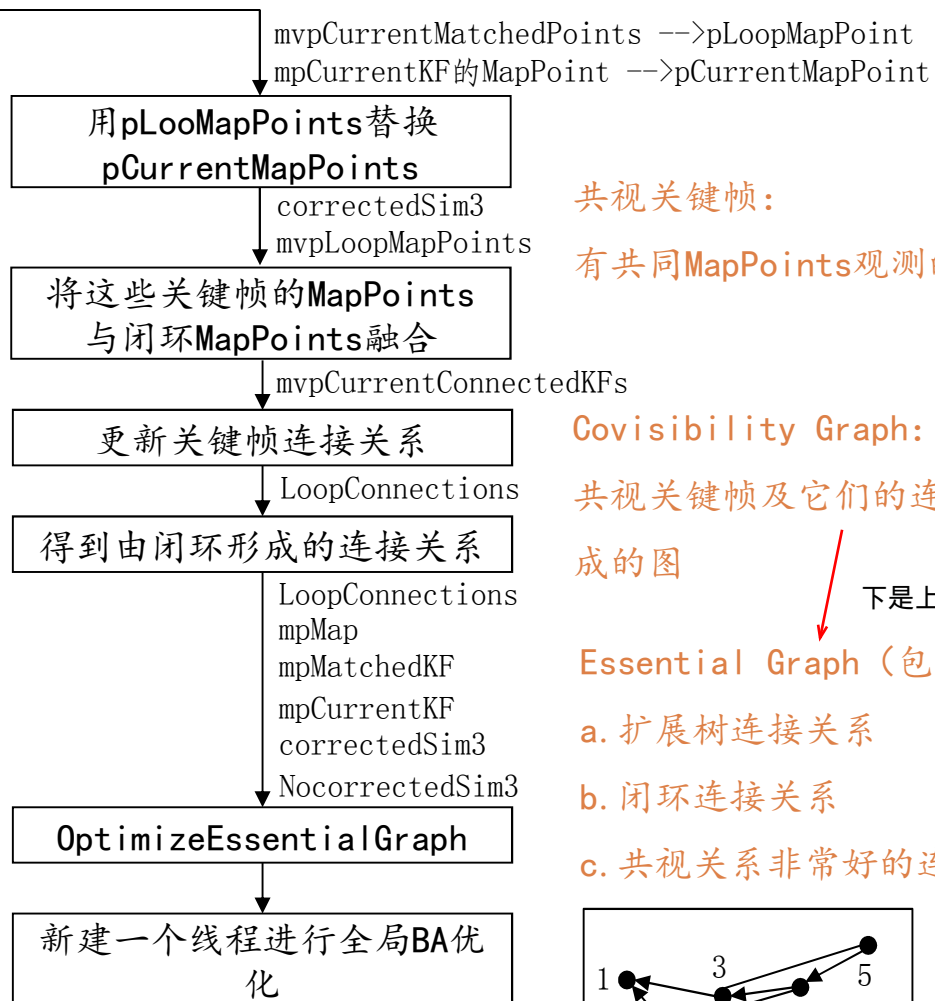 mvpCurrentMatchedPoints -->pLoopMapPoint
mpCurrentKF的MapPoint -->pCurrentMapPoint
用pLooMapPoints替换
pCurrentMapPoints
correctedSim3
mvpLoopMapPoints
将这些关键帧的MapPoints
与闭环MapPoints融合
mvpCurrentConnectedKFs
更新关键帧连接关系
LoopConnections
得到由闭环形成的连接关系
LoopConnections
mpMap
mpMatchedKF
mpCurrentKF
correctedSim3
NocorrectedSim3
OptimizeEssentialGraph
新建一个线程进行全局BA优
化
共视关键帧:
有共同MapPoints观测
Covisibility Graph:
共视关键帧及它们的连
成的图
下是上
Essential Graph（包
a.扩展树连接关系
b.闭环连接关系
c.共视关系非常好的连
1
3
5